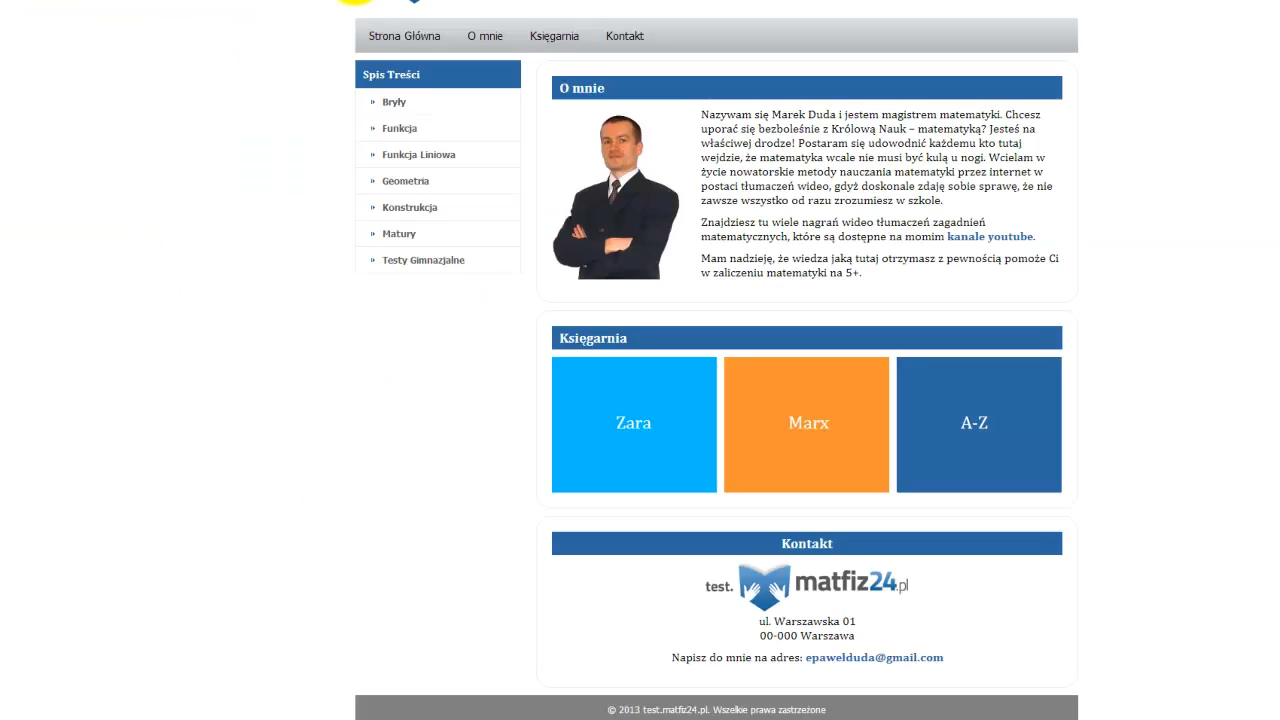 Strona Główna O mnie Księgarnia Kontakt
Spis Treści
Bryły
Funkcja
Funkcja Liniowa
Geometria
Konstrukcja
Matury
Testy Gimnazjalne
O mnie
Nazywam się Marek Duda i jestem magistrem matematyki. Chcesz
uporać się bezboleśnie z Królową Nauk – matematyką? Jesteś na
właściwej drodze! Postaram się udowodnić każdemu kto tutaj
wejdzie, że matematyka wcale nie musi być kulą u nogi. Wcielam w
życie nowatorskie metody nauczania matematyki przez internet w
postaci tłumaczeń wideo, gdyż doskonale zdaję sobie sprawę, że nie
zawsze wszystko od razu zrozumiesz w szkole.
Znajdziesz tu wiele nagrań wideo tłumaczeń zagadnień
matematycznych, które są dostępne na momim kanale youtube.
Mam nadzieję, że wiedza jaką tutaj otrzymasz z pewnością pomoże Ci
w zaliczeniu matematyki na 5+.
Księgarnia
Zara Marx A-Z
Kontakt
test. matfiz24.pl
ul. Warszawska 01
00-000 Warszawa
Napisz do mnie na adres: epawelduda@gmail.com
© 2013 test.matfiz24.pl. Wszelkie prawa zastrzeżone